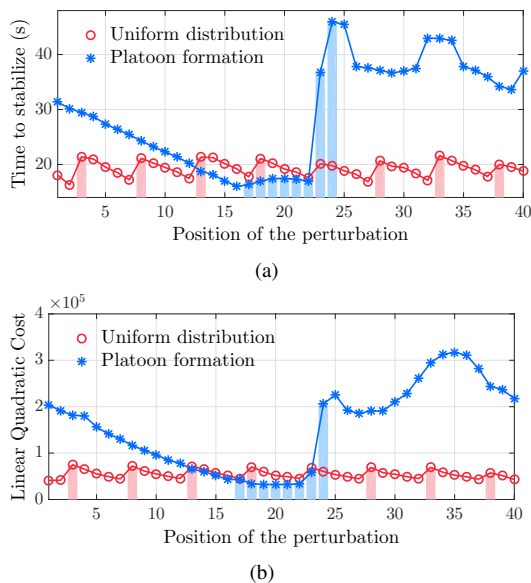 Time to stabilize (s)
40
30
20
Uniform distribution
Platoon formation
5 10 15 20 25 30 35 40
Position of the perturbation
(a)
Linear Quadratic Cost
×10⁵
4
3
2
1
0
Uniform distribution
Platoon formation
5 10 15 20 25 30 35 40
Position of the perturbation
(b)